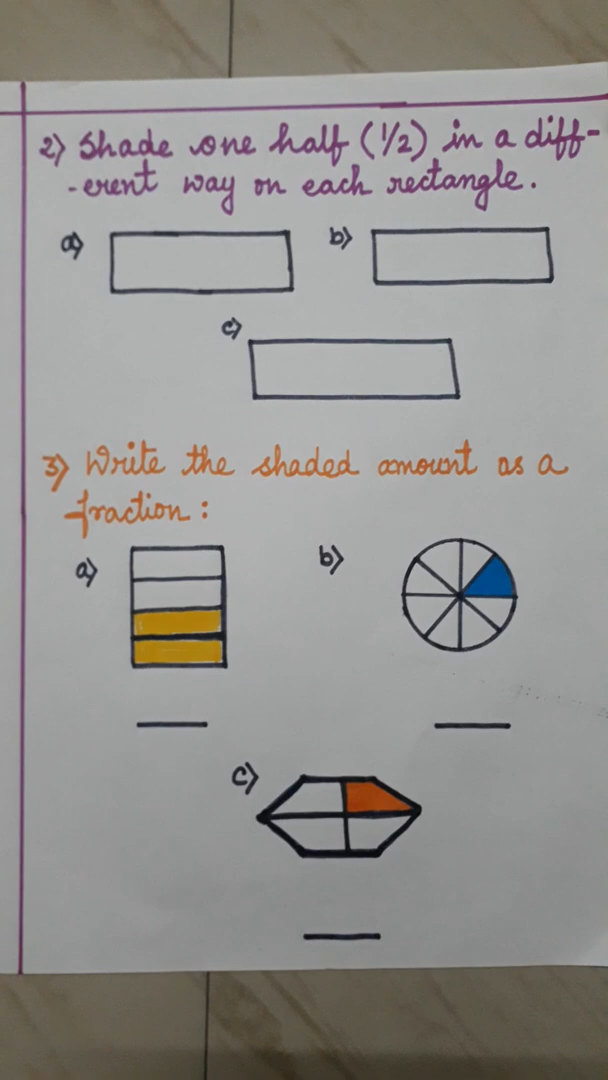 2) Shade one half (1/2) in a diff-
-erent way on each rectangle.
a) b)
c)
3) Write the shaded amount as a
fraction :
a) b)
c)